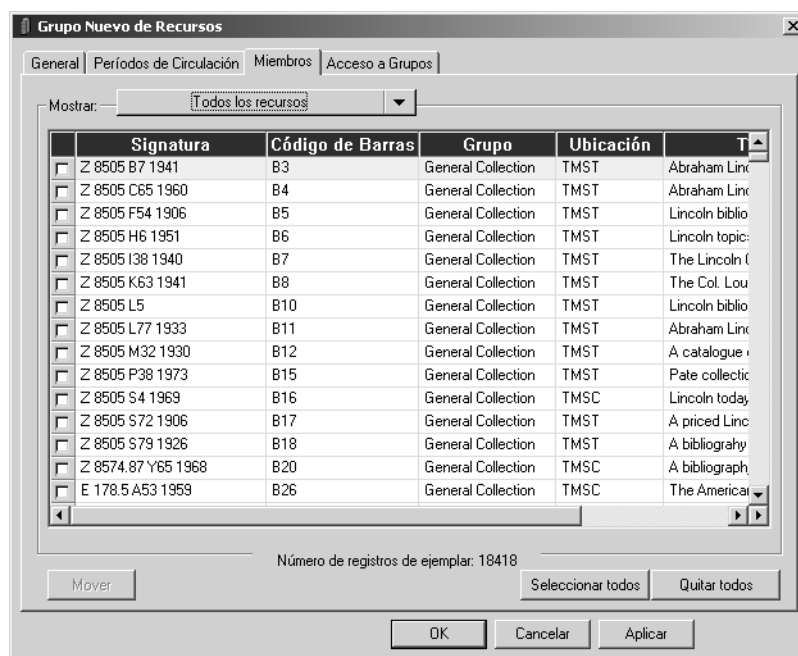 Grupo Nuevo de Recursos
General Períodos de Circulación Miembros Acceso a Grupos
Mostrar: Todos los recursos
Signatura Código de Barras Grupo Ubicación T
Z 8505 B7 1941 B3 General Collection TMST Abraham Linc
Z 8505 C65 1960 B4 General Collection TMST Abraham Linc
Z 8505 F54 1906 B5 General Collection TMST Lincoln biblio
Z 8505 H6 1951 B6 General Collection TMST Lincoln topic
Z 8505 I38 1940 B7 General Collection TMST The Lincoln
Z 8505 K63 1941 B8 General Collection TMST The Col. Lou
Z 8505 L5 B10 General Collection TMST Lincoln biblio
Z 8505 L77 1933 B11 General Collection TMST Abraham Linc
Z 8505 M32 1930 B12 General Collection TMST A catalogue
Z 8505 P38 1973 B15 General Collection TMST Pate collectic
Z 8505 S4 1969 B16 General Collection TMSC Lincoln today
Z 8505 S72 1906 B17 General Collection TMST A priced Linc
Z 8505 S79 1926 B18 General Collection TMST A bibliograhy
Z 8574.87 Y65 1968 B20 General Collection TMSC A bibliograph
E 178.5 A53 1959 B26 General Collection TMSC The American
Número de registros de ejemplar: 18418
Mover Seleccionar todos Quitar todos
OK Cancelar Aplicar